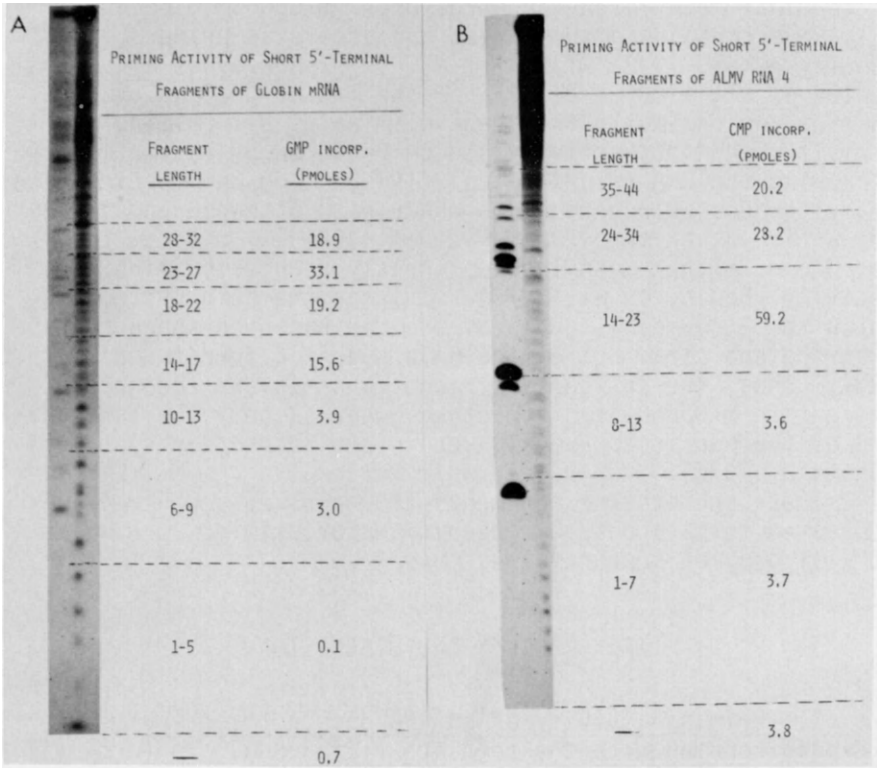 A
PRIMING ACTIVITY OF SHORT 5'-TERMINAL
FRAGMENTS OF GLOBIN MRNA
FRAGMENT GMP INCORP.
LENGTH (PMOLES)
28-32 18.9
23-27 33.1
18-22 19.2
14-17 15.6
10-13 3.9
6-9 3.0
1-5 0.1
— 0.7
B
PRIMING ACTIVITY OF SHORT 5'-TERMINAL
FRAGMENTS OF ALMV RNA 4
FRAGMENT CMP INCORP.
LENGTH (PMOLES)
35-44 20.2
24-34 28.2
14-23 59.2
8-13 3.6
1-7 3.7
— 3.8